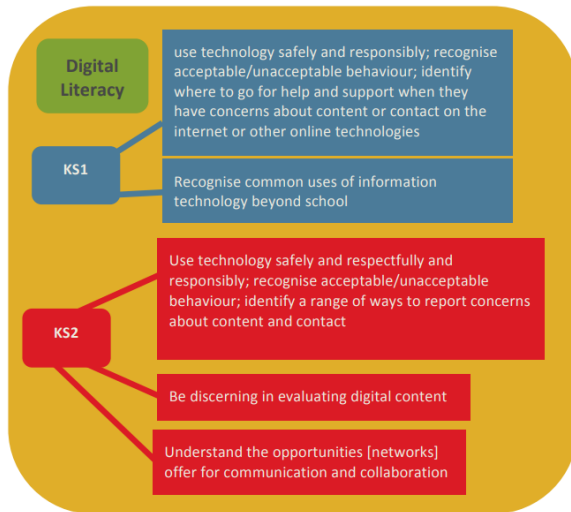 Digital
Literacy
use technology safely and responsibly; recognise
acceptable/unacceptable behaviour; identify
where to go for help and support when they
have concerns about content or contact on the
internet or other online technologies
KS1
Recognise common uses of information
technology beyond school
Use technology safely and respectfully and
responsibly; recognise acceptable/unacceptable
behaviour; identify a range of ways to report concerns
about content and contact
KS2
Be discerning in evaluating digital content
Understand the opportunities [networks]
offer for communication and collaboration